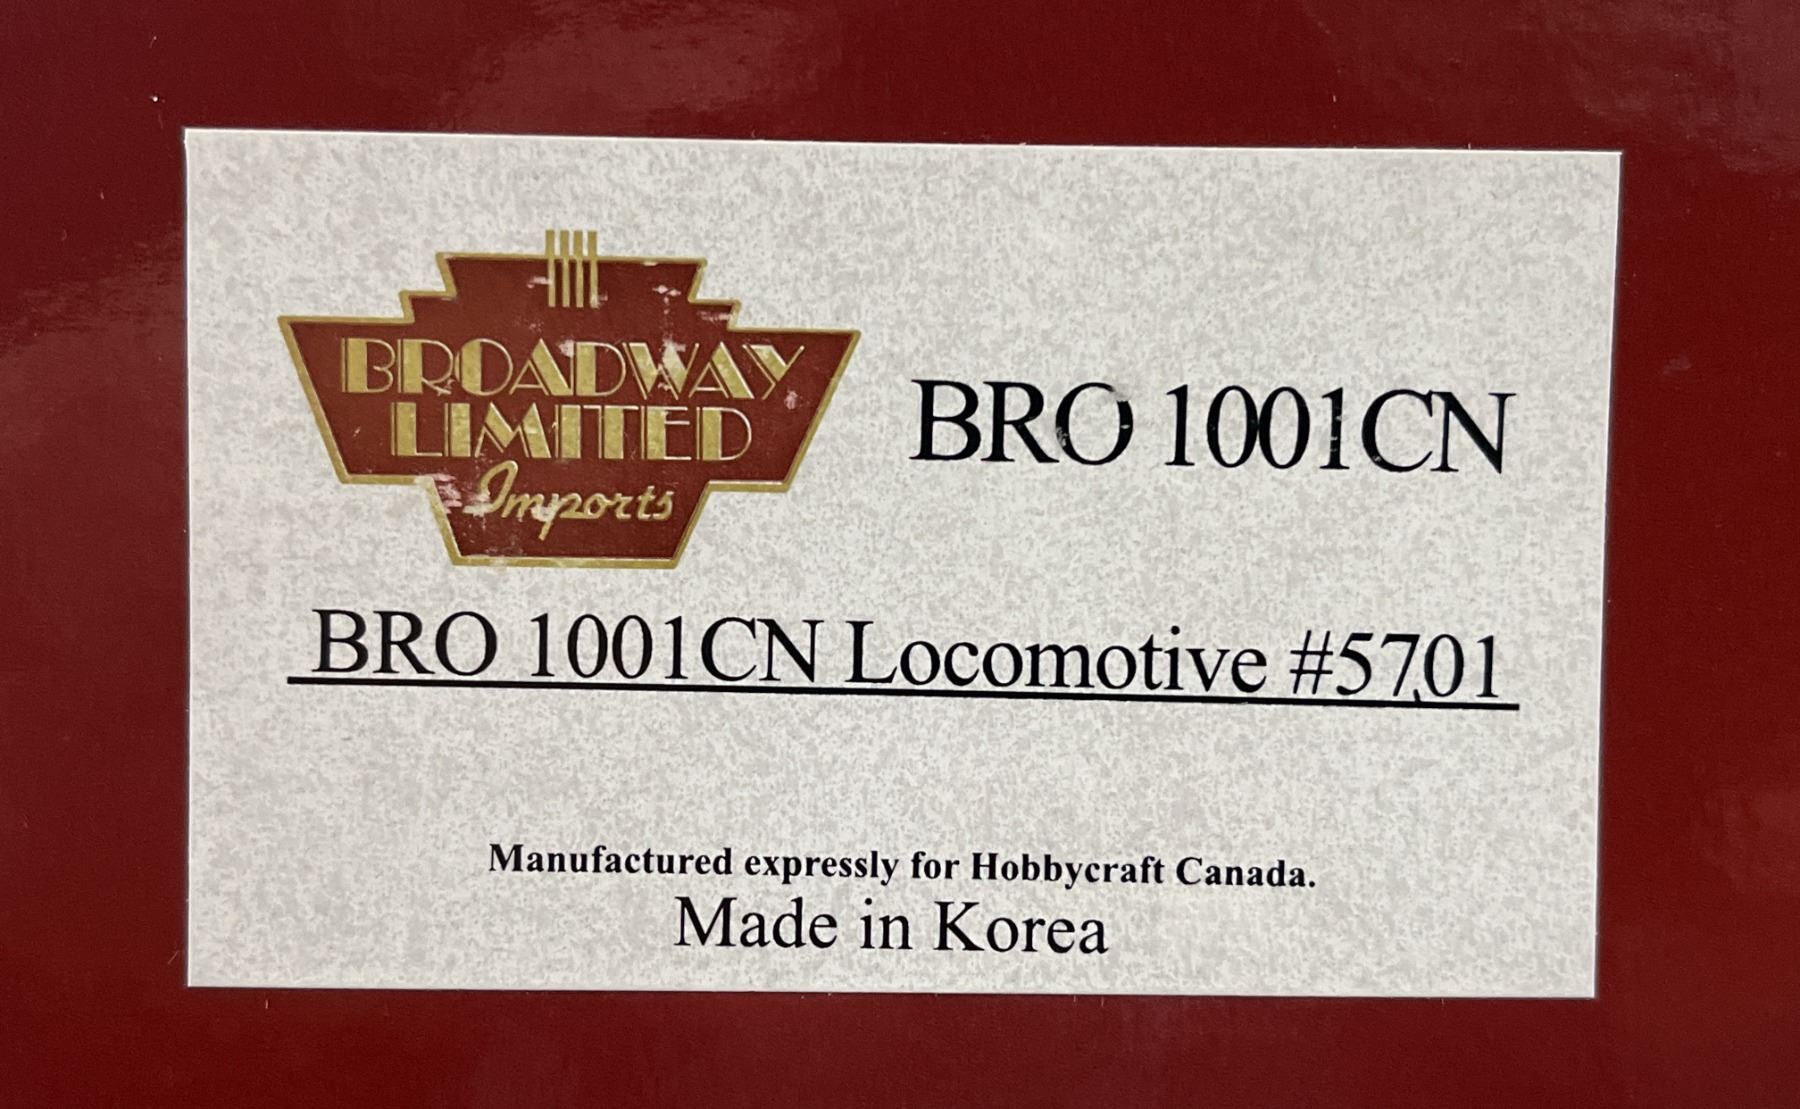 BROADWAY
LIMITED
Imports
BRO 1001CN
BRO 1001CN Locomotive #5701
Manufactured expressly for Hobbycraft Canada.
Made in Korea